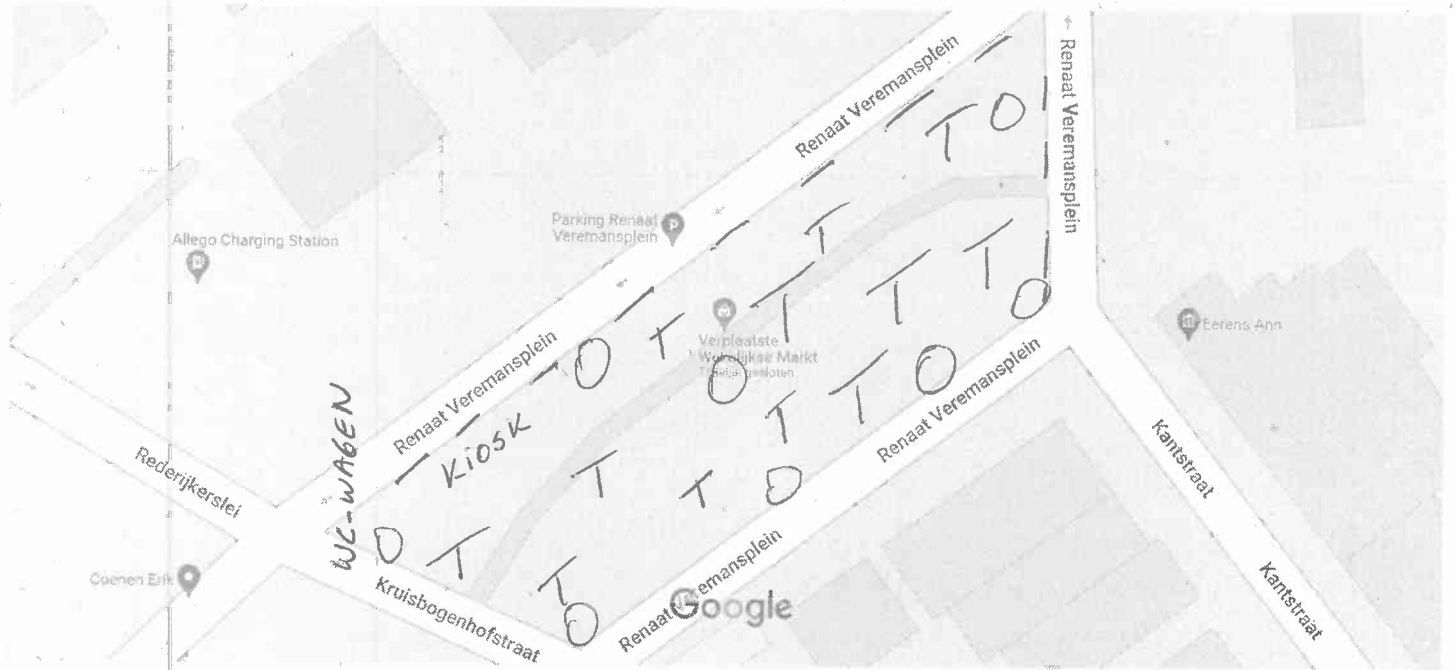 Renaat Veremansplein
Renaat Veremansplein
T O
Parking Renaat
Veremansplein
Allego Charging Station
T
T
T
T
T
O
Eerens Ann
Verplaatste
Wekelijkse Markt
O
T
O
O
T
T
Renaat Veremansplein
Renaat Veremansplein
KIOSK
WC-WAGEN
Rederijkerslei
T
T
O
Kantstraat
O
T
T
O
Coenen Erik
Kruisbogenhofstraat
Renaat Veremansplein
Google
Kantstraat